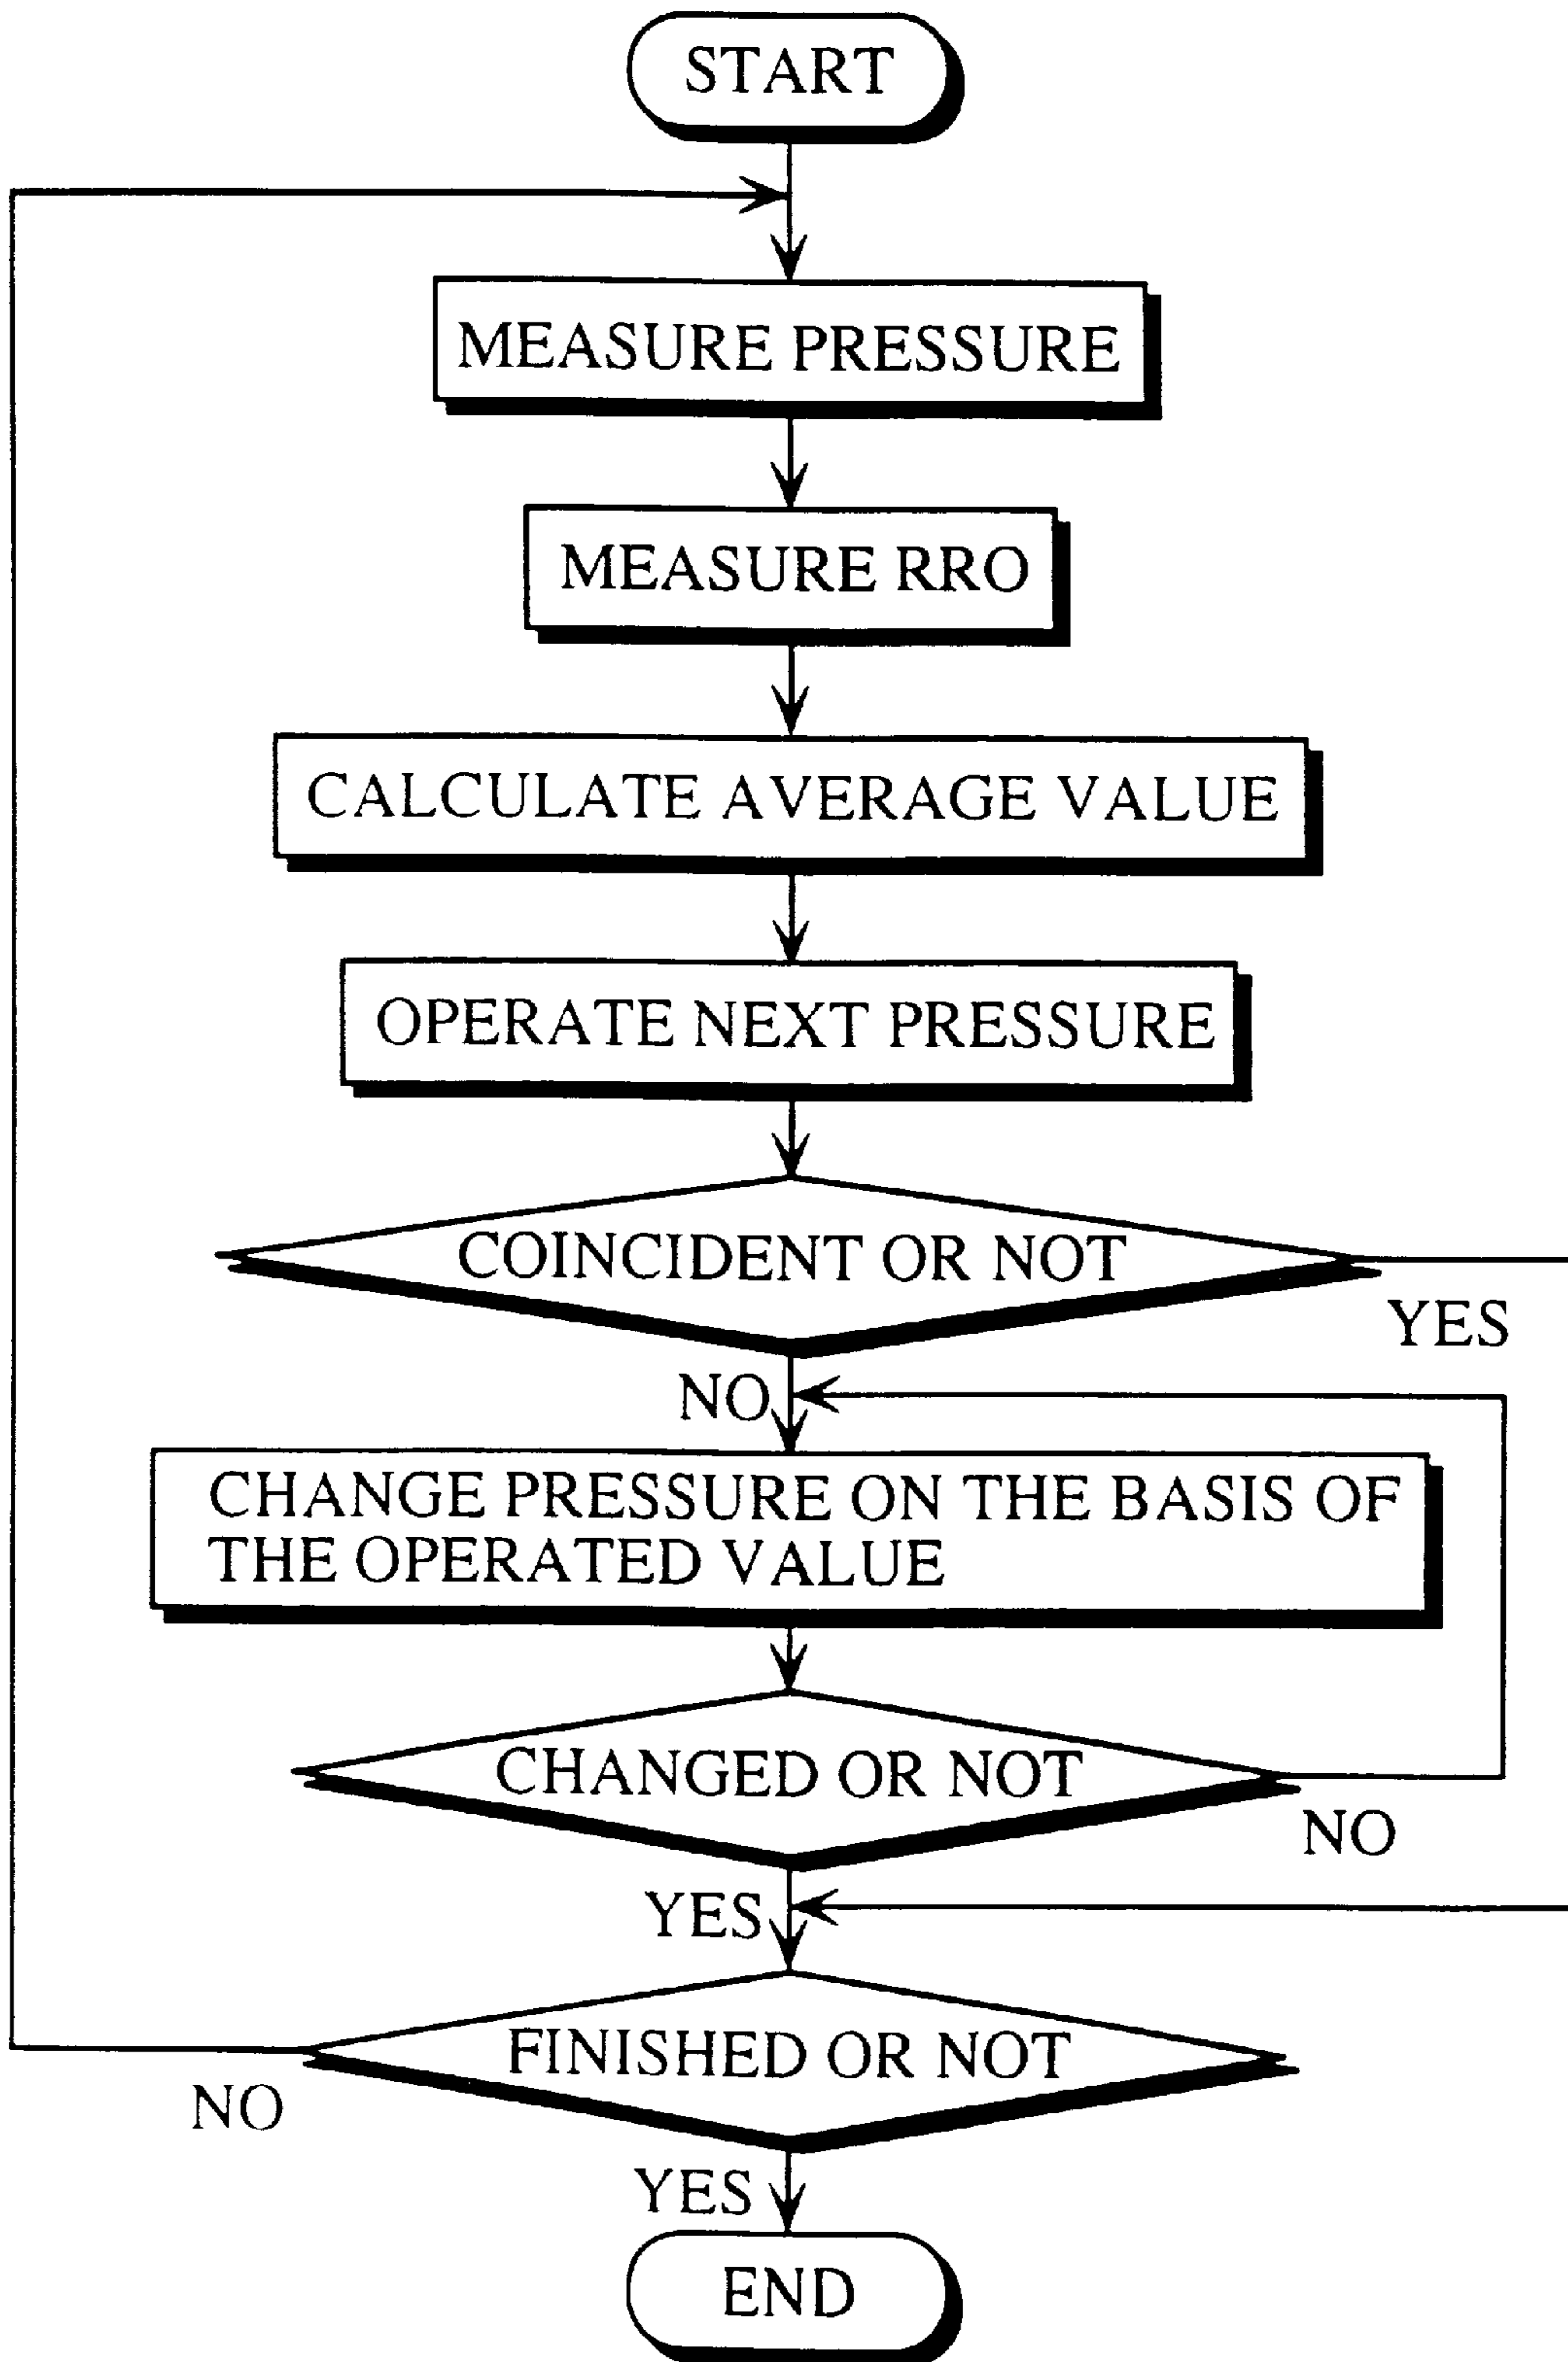 START
MEASURE PRESSURE
MEASURE RRO
CALCULATE AVERAGE VALUE
OPERATE NEXT PRESSURE
COINCIDENT OR NOT
YES
NO
CHANGE PRESSURE ON THE BASIS OF
THE OPERATED VALUE
CHANGED OR NOT
NO
YES
FINISHED OR NOT
NO
YES
END